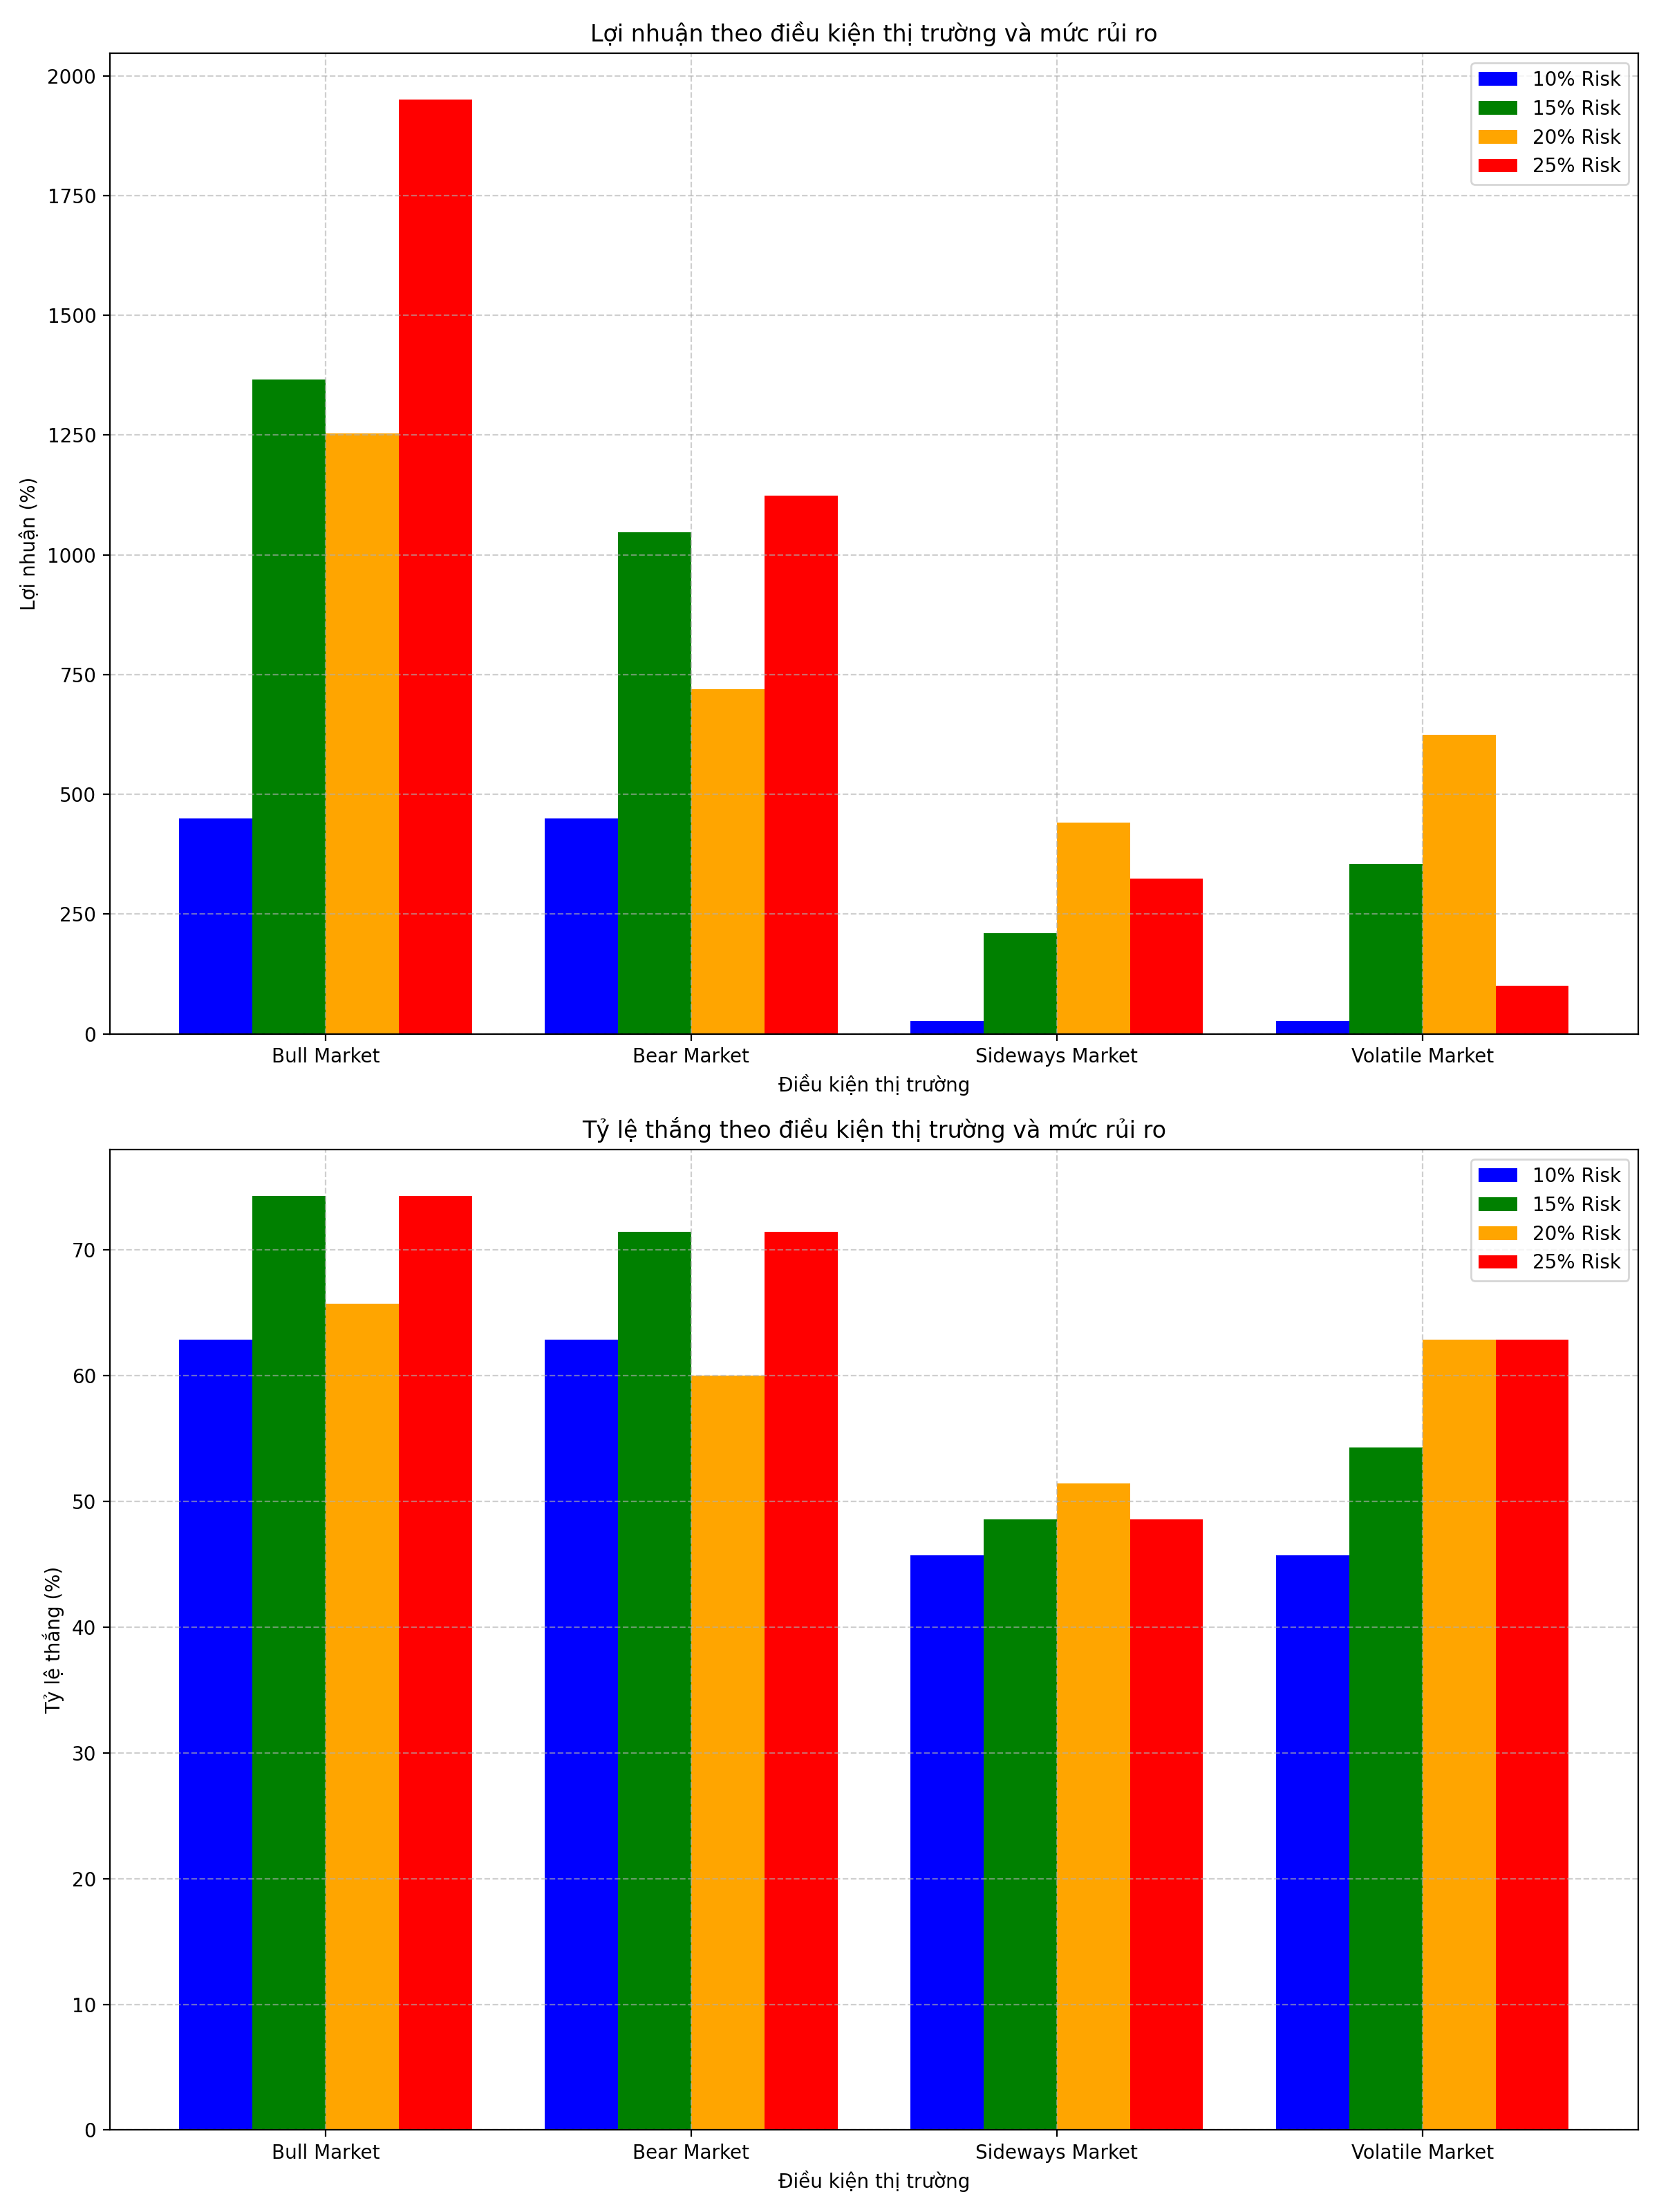 Lợi nhuận theo điều kiện thị trường và mức rủi ro
10% Risk
15% Risk
20% Risk
25% Risk
Lợi nhuận (%)
2000
1750
1500
1250
1000
750
500
250
0
Bull Market
Bear Market
Sideways Market
Volatile Market
Điều kiện thị trường
Tỷ lệ thắng theo điều kiện thị trường và mức rủi ro
10% Risk
15% Risk
20% Risk
25% Risk
Tỷ lệ thắng (%)
70
60
50
40
30
20
10
0
Bull Market
Bear Market
Sideways Market
Volatile Market
Điều kiện thị trường